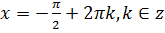 x = −π/2 + 2πk, k ∈ z